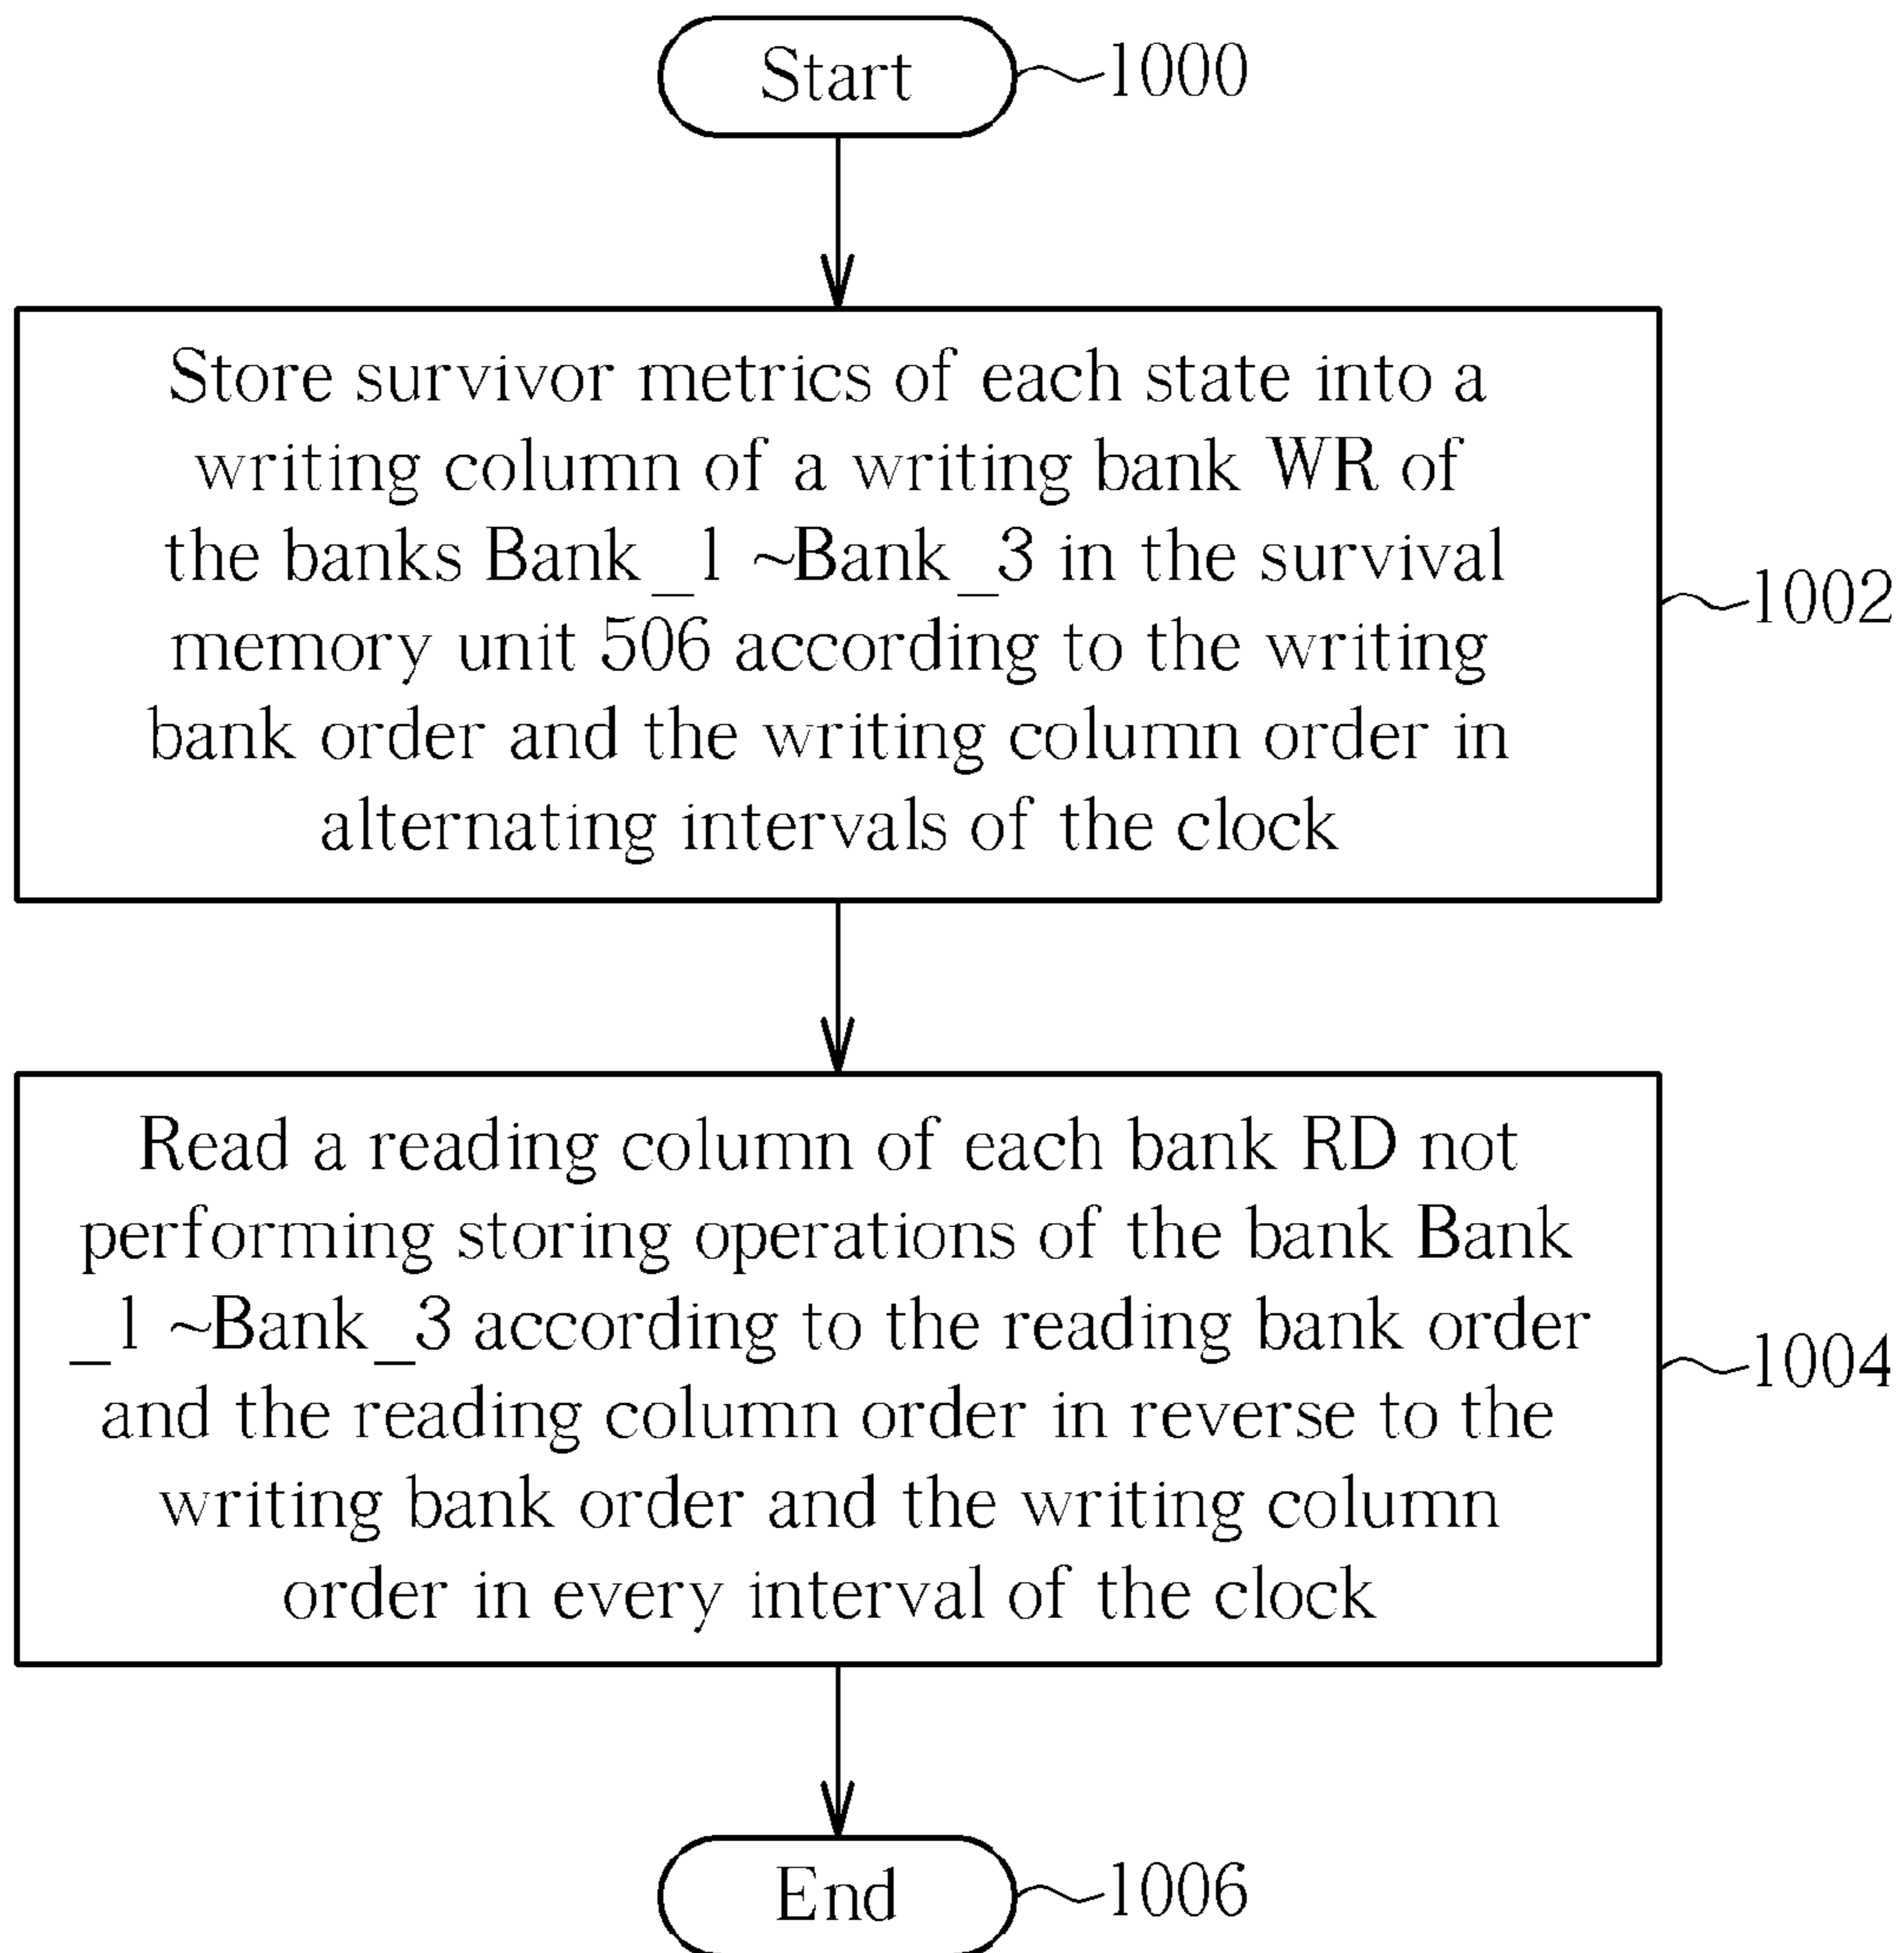 Start
1000
Store survivor metrics of each state into a
writing column of a writing bank WR of
the banks Bank_1 ~Bank_3 in the survival
memory unit 506 according to the writing
bank order and the writing column order in
alternating intervals of the clock
1002
Read a reading column of each bank RD not
performing storing operations of the bank Bank
_1 ~Bank_3 according to the reading bank order
and the reading column order in reverse to the
writing bank order and the writing column
order in every interval of the clock
1004
End
1006